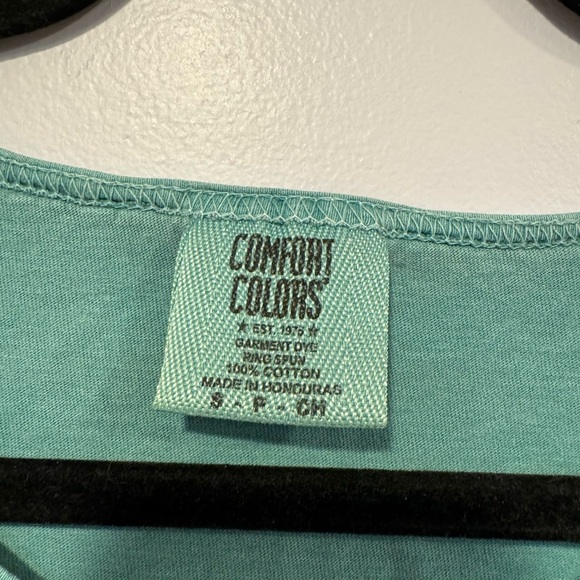 COMFORT
COLORS®
★ EST. 1975 ★
GARMENT DYE
RING SPUN
100% COTTON
MADE IN HONDURAS
S - P - CH